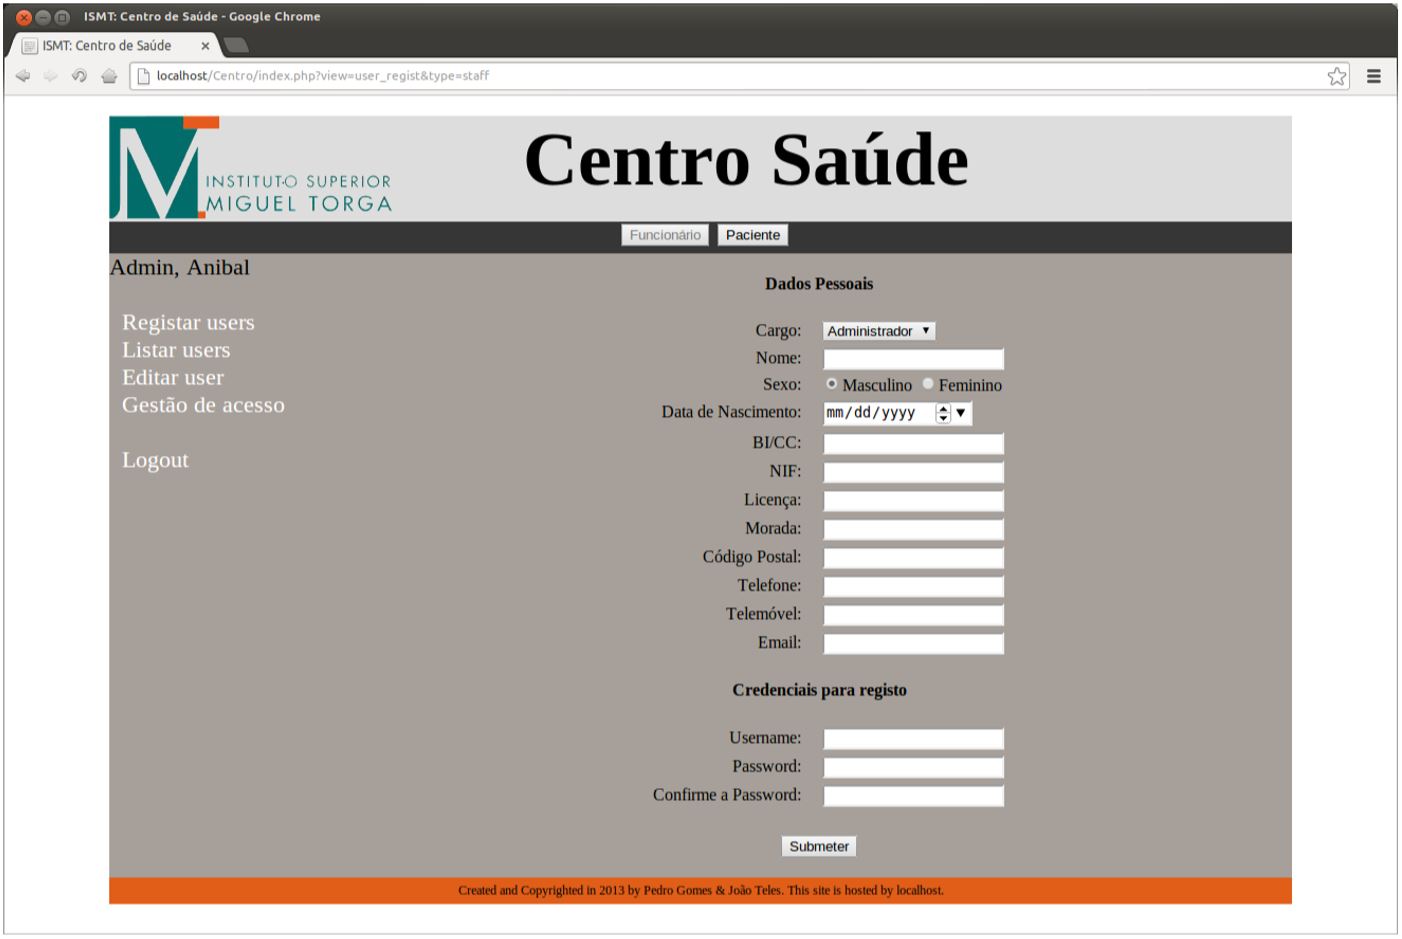 ISMT: Centro de Saúde - Google Chrome
ISMT: Centro de Saúde
localhost/Centro/index.php?view=user_regist&type=staff
INSTITUTO SUPERIOR
MIGUEL TORGA
Centro Saúde
Funcionário Paciente
Admin, Anibal
Registar users
Listar users
Editar user
Gestão de acesso
Logout
Dados Pessoais
Cargo: Administrador
Nome:
Sexo: Masculino Feminino
Data de Nascimento: mm/dd/yyyy
BI/CC:
NIF:
Licença:
Morada:
Código Postal:
Telefone:
Telemóvel:
Email:
Credenciais para registo
Username:
Password:
Confirme a Password:
Submeter
Created and Copyrighted in 2013 by Pedro Gomes & João Teles. This site is hosted by localhost.